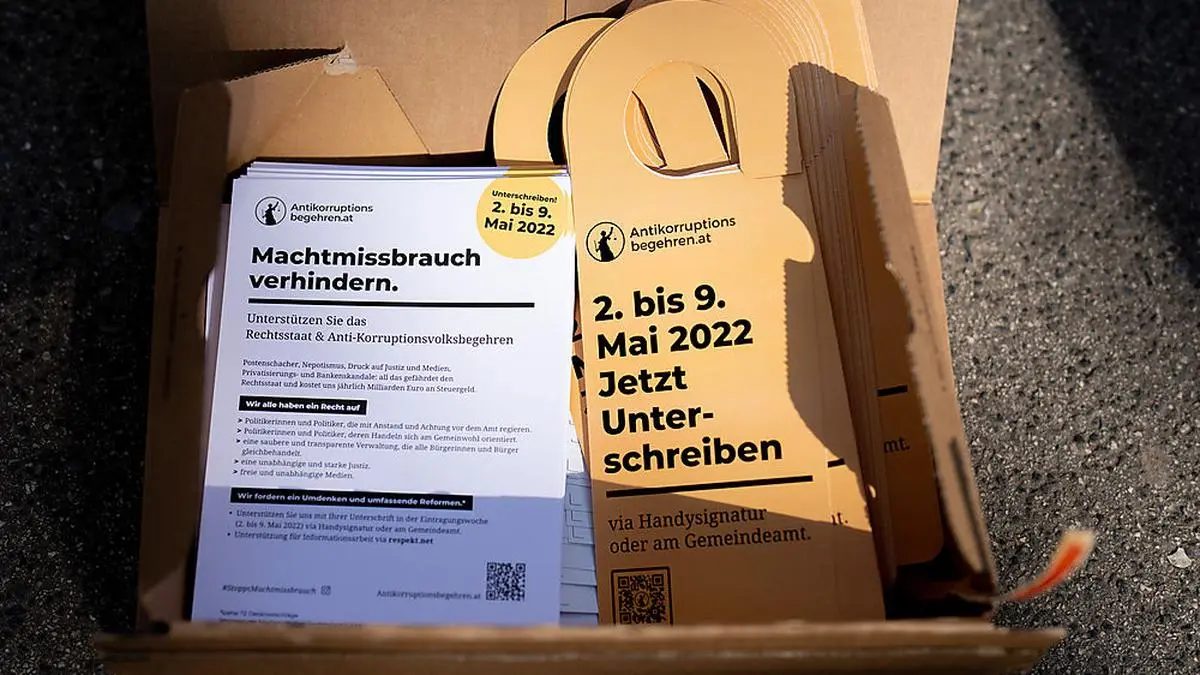 Antikorruptions
begehren.at
Unterschreiben!
2. bis 9.
Mai 2022
Machtmissbrauch
verhindern.
Unterstützen Sie das
Rechtsstaat & Anti-Korruptionsvolksbegehren
Postenschacher, Nepotismus, Druck auf Justiz und Medien,
Privatisierungs- und Bankenskandale: all das gefährdet den
Rechtsstaat und kostet uns jährlich Milliarden Euro an Steuergeld.
Wir alle haben ein Recht auf
➤ Politikerinnen und Politiker, die mit Anstand und Achtung vor dem Amt regieren.
➤ Politikerinnen und Politiker, deren Handeln sich am Gemeinwohl orientiert.
➤ eine saubere und transparente Verwaltung, die alle Bürgerinnen und Bürger
gleichbehandelt.
➤ eine unabhängige und starke Justiz.
➤ freie und unabhängige Medien.
Wir fordern ein Umdenken und umfassende Reformen.*
• Unterstützen Sie uns mit Ihrer Unterschrift in der Eintragungswoche
(2. bis 9. Mai 2022) via Handysignatur oder am Gemeindeamt.
• Unterstützung für Informationsarbeit via respekt.net
#StopptMachtmissbrauch
Antikorruptionsbegehren.at
Antikorruptions
begehren.at
2. bis 9.
Mai 2022
Jetzt
Unter-
schreiben
via Handysignatur
oder am Gemeindeamt.
mt.
t.